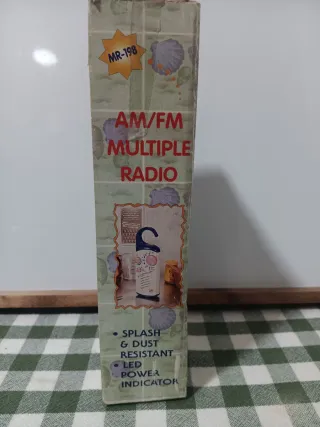 MR-198
AM/FM
MULTIPLE
RADIO
• SPLASH
& DUST
RESISTANT
• LED
POWER
INDICATOR